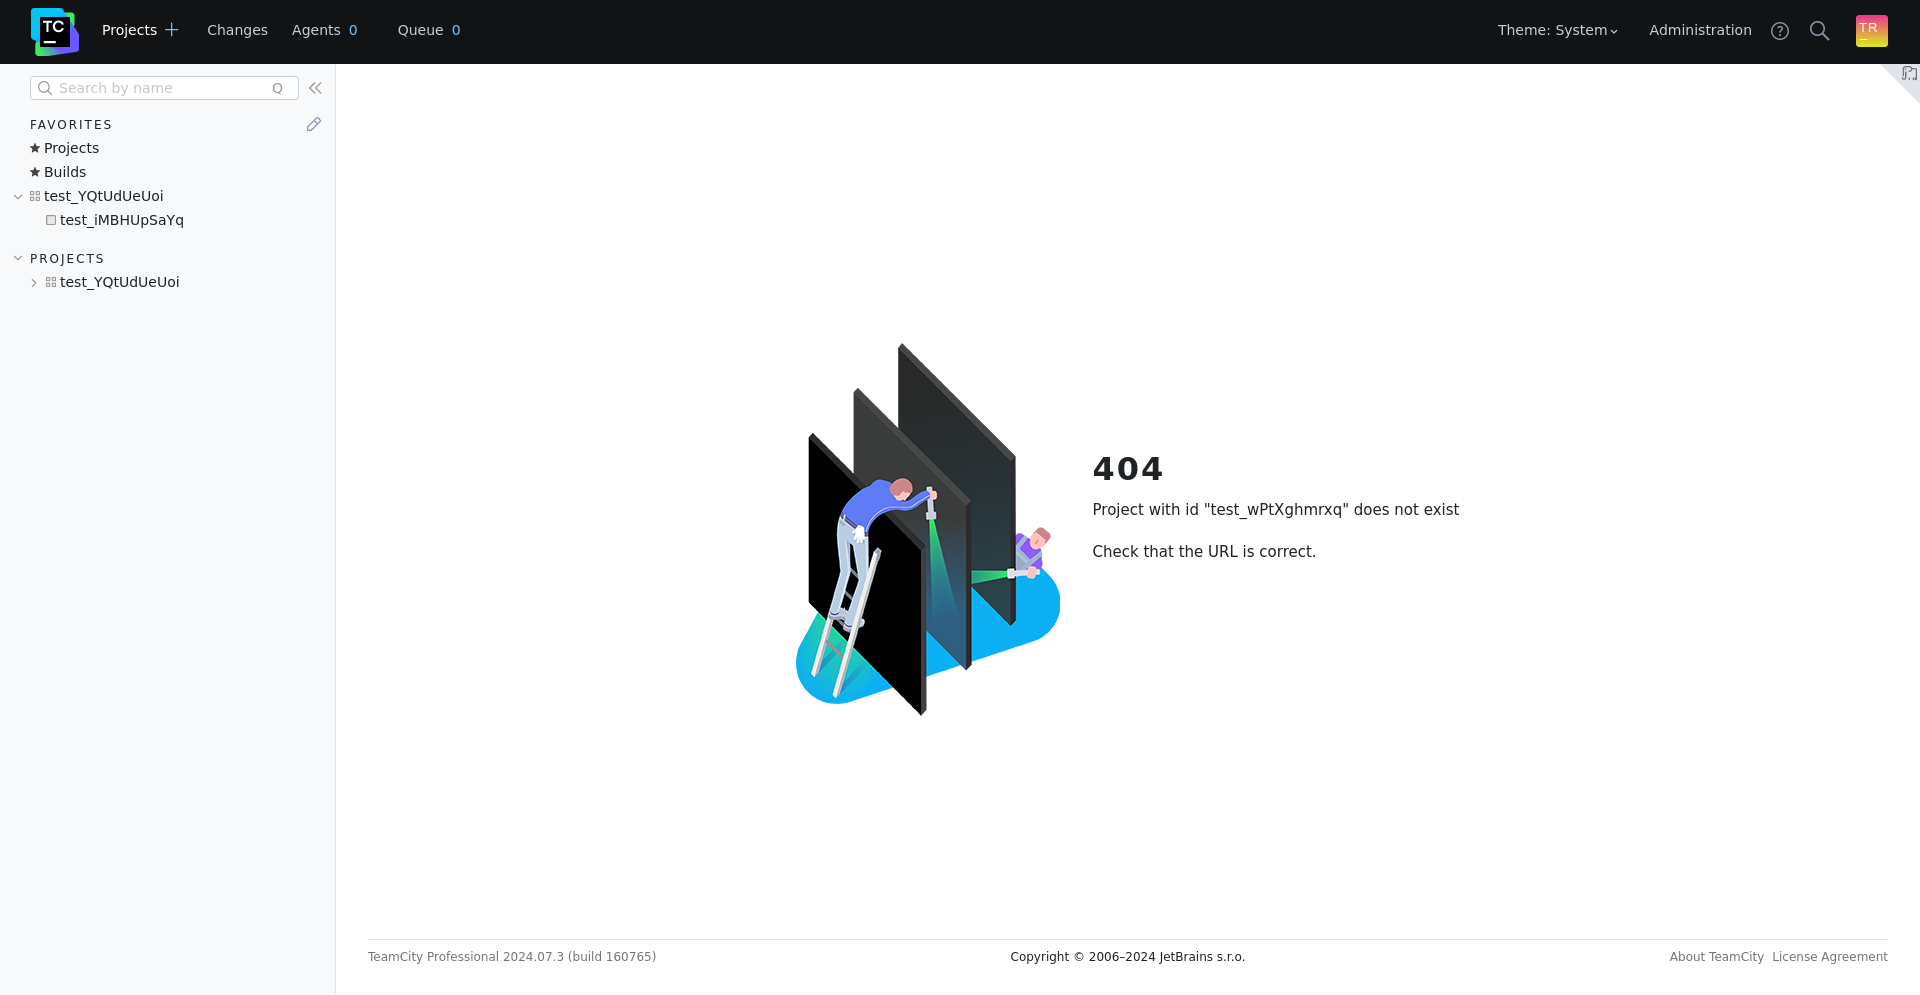 TC
Projects Changes Agents 0 Queue 0 Theme: System Administration ? TR
Search by name Q
FAVORITES
Projects
Builds
test_YQtUdUeUoi
test_iMBHUpSaYq
PROJECTS
test_YQtUdUeUoi
404
Project with id "test_wPtXghmrxq" does not exist
Check that the URL is correct.
TeamCity Professional 2024.07.3 (build 160765) Copyright © 2006–2024 JetBrains s.r.o. About TeamCity License Agreement